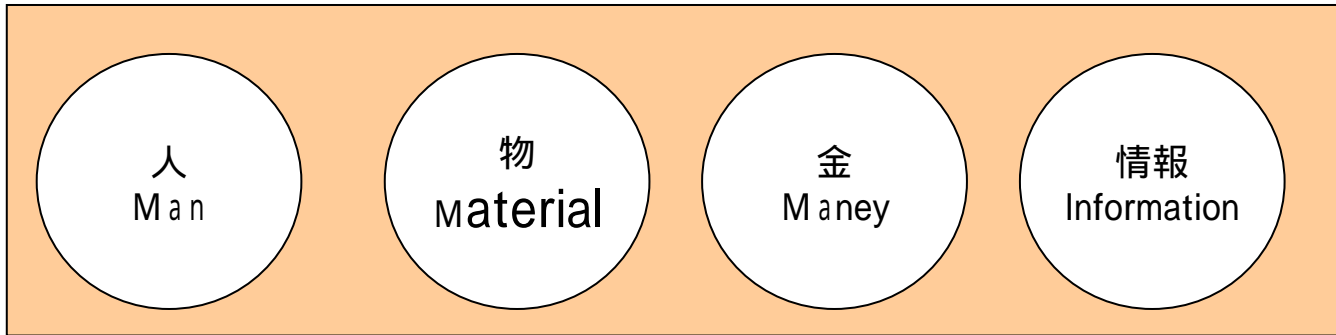 人
Man
物
Material
金
Maney
情報
Information